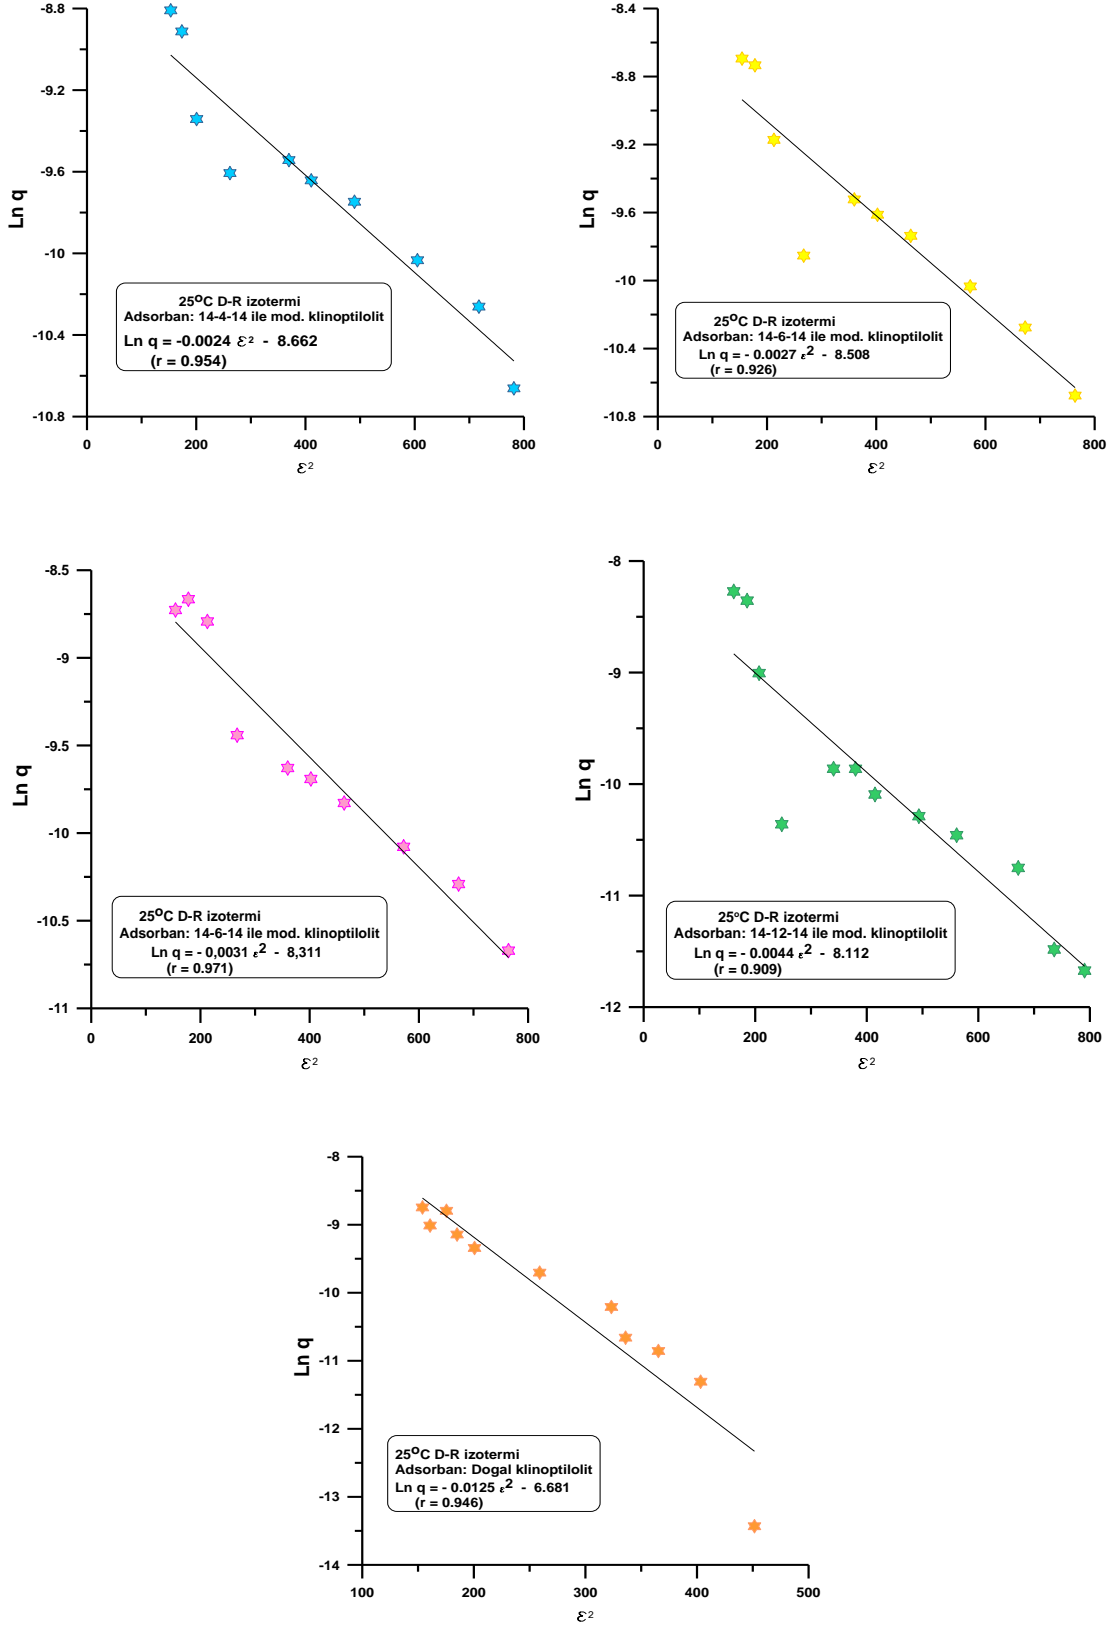 -8.8
-9.2
-9.6
-10
-10.4
-10.8
Ln q
25oC D-R izotermi
Adsorban: 14-4-14 ile mod. klinoptilolit
Ln q = -0.0024 ε2 - 8.662
(r = 0.954)
0 200 400 600 800
ε2
-8.4
-8.8
-9.2
-9.6
-10
-10.4
-10.8
Ln q
25oC D-R izotermi
Adsorban: 14-6-14 ile mod. klinoptilolit
Ln q = - 0.0027 ε2 - 8.508
(r = 0.926)
0 200 400 600 800
ε2
-8.5
-9
-9.5
-10
-10.5
-11
Ln q
25oC D-R izotermi
Adsorban: 14-6-14 ile mod. klinoptilolit
Ln q = - 0,0031 ε2 - 8,311
(r = 0.971)
0 200 400 600 800
ε2
-8
-9
-10
-11
-12
Ln q
25oC D-R izotermi
Adsorban: 14-12-14 ile mod. klinoptilolit
Ln q = - 0.0044 ε2 - 8.112
(r = 0.909)
0 200 400 600 800
ε2
-8
-9
-10
-11
-12
-13
-14
Ln q
25oC D-R izotermi
Adsorban: Dogal klinoptilolit
Ln q = - 0.0125 ε2 - 6.681
(r = 0.946)
100 200 300 400 500
ε2